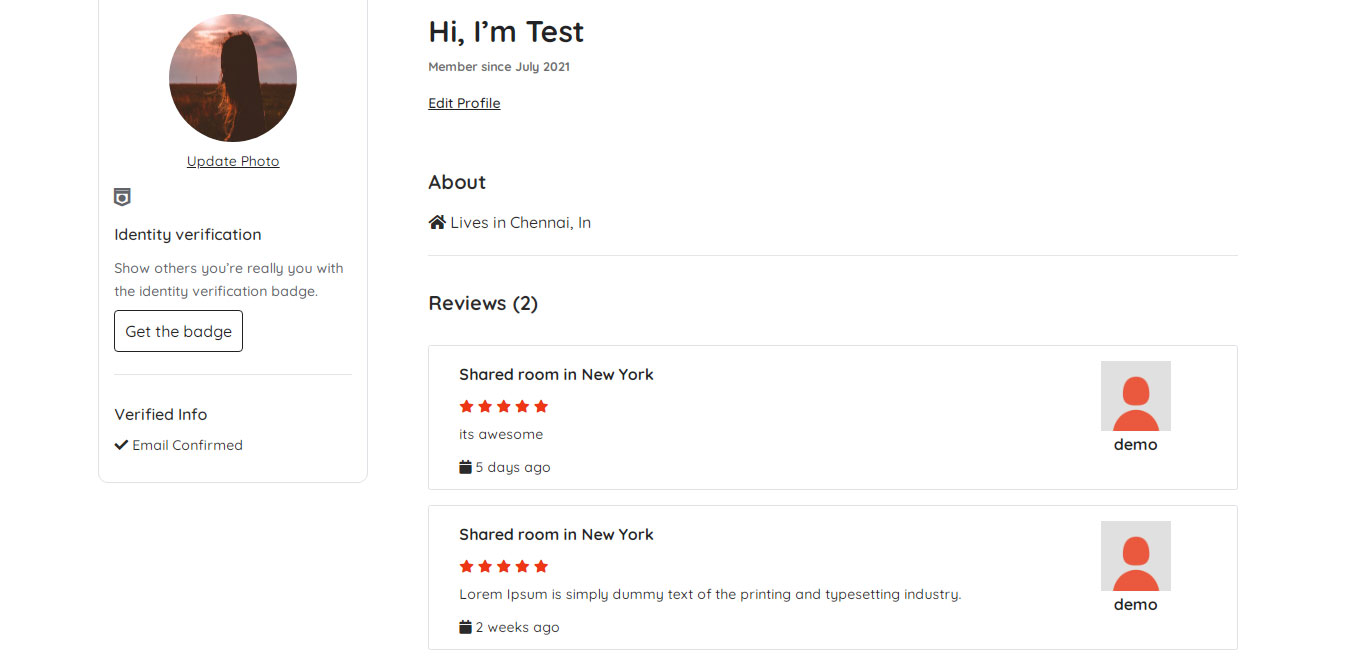 Update Photo
Identity verification
Show others you’re really you with
the identity verification badge.
Get the badge
Verified Info
Email Confirmed
Hi, I’m Test
Member since July 2021
Edit Profile
About
Lives in Chennai, In
Reviews (2)
Shared room in New York
its awesome
5 days ago
demo
Shared room in New York
Lorem Ipsum is simply dummy text of the printing and typesetting industry.
2 weeks ago
demo